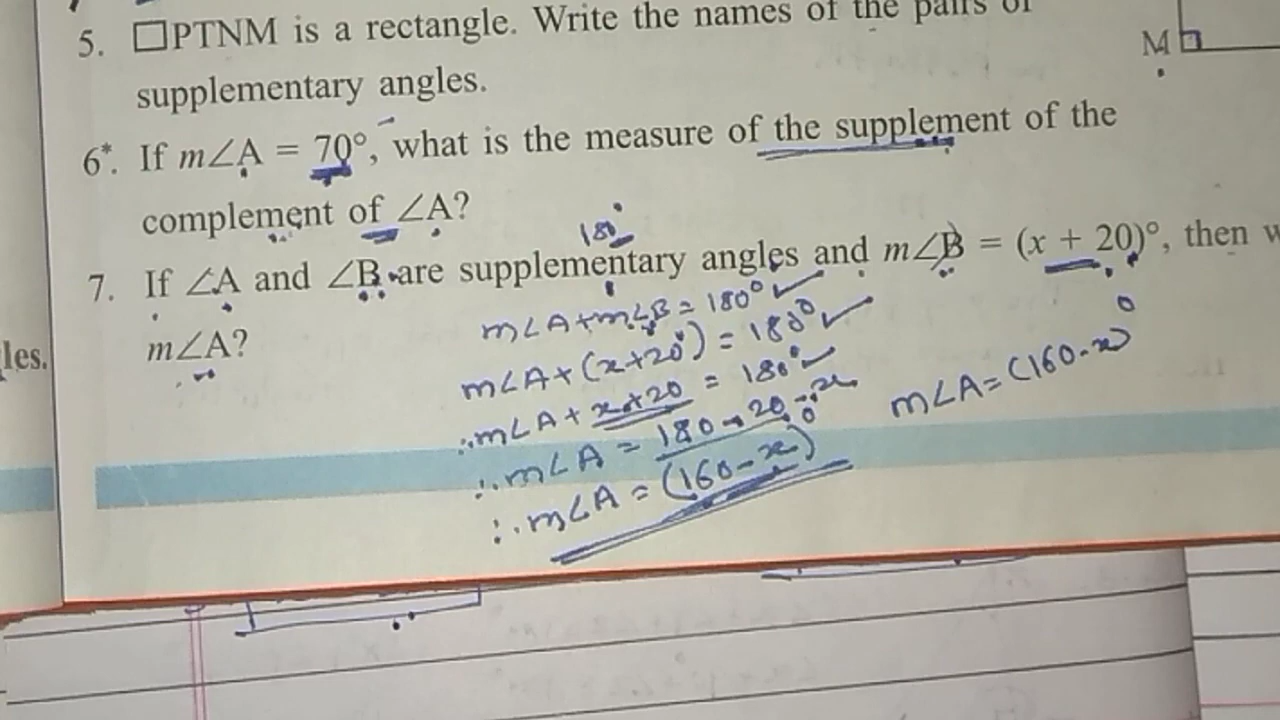 5. □PTNM is a rectangle. Write the names of the pairs of
supplementary angles.
M
6*. If m∠A = 70°, what is the measure of the supplement of the
complement of ∠A?
180°
7. If ∠A and ∠B are supplementary angles and m∠B = (x + 20)°, then
m∠A?
les.
m∠A+m∠B = 180°
m∠A+(x+20°) = 180°
∴m∠A + x+20 = 180°
∴m∠A = 180-20-x
∴m∠A = (160-x)°
m∠A = (160-x)°